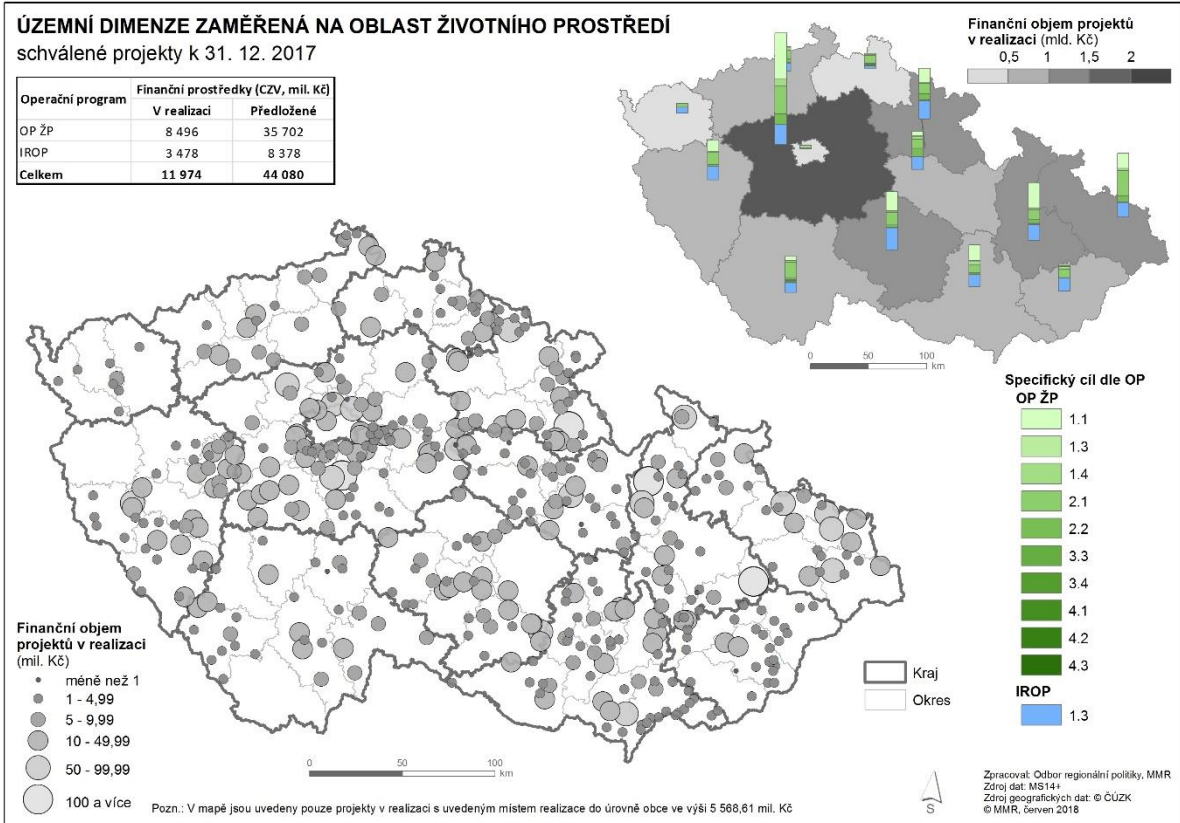 ÚZEMNÍ DIMENZE ZAMĚŘENÁ NA OBLAST ŽIVOTNÍHO PROSTŘEDÍ
schválené projekty k 31. 12. 2017
Operační program
Finanční prostředky (CZV, mil. Kč)
V realizaci Předložené
OP ŽP 8 496 35 702
IROP 3 478 8 378
Celkem 11 974 44 080
Finanční objem projektů
v realizaci (mld. Kč)
0,5 1 1,5 2
0 50 100
km
Specifický cíl dle OP
OP ŽP
1.1
1.3
1.4
2.1
2.2
3.3
3.4
4.1
4.2
4.3
IROP
1.3
Kraj
Okres
Finanční objem
projektů v realizaci
(mil. Kč)
méně než 1
1 - 4,99
5 - 9,99
10 - 49,99
50 - 99,99
100 a více
0 50 100
km
Pozn.: V mapě jsou uvedeny pouze projekty v realizaci s uvedeným místem realizace do úrovně obce ve výši 5 568,61 mil. Kč
S
Zpracoval: Odbor regionální politiky, MMR
Zdroj dat: MS14+
Zdroj geografických dat: © ČÚZK
© MMR, červen 2018